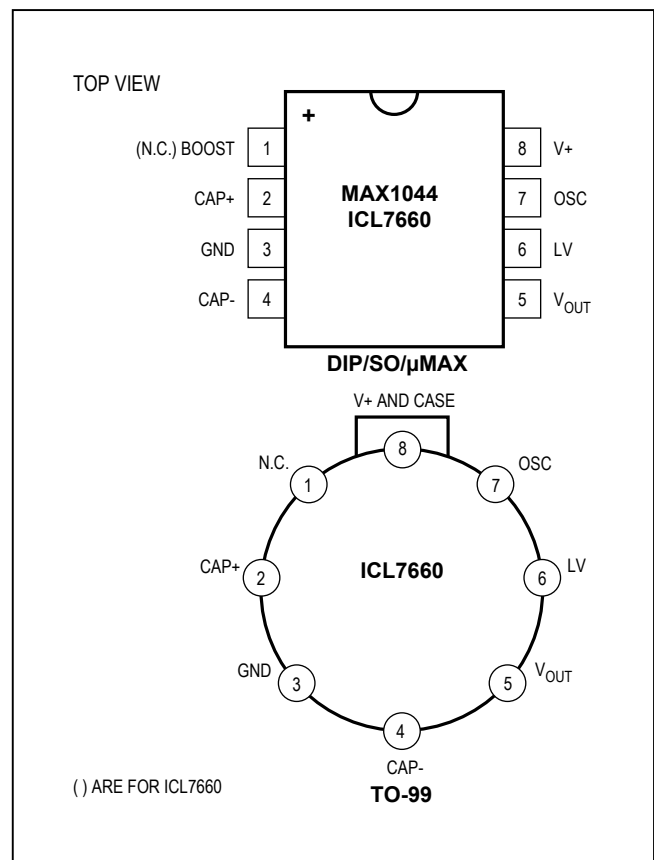 TOP VIEW
+
(N.C.) BOOST 1
8 V+
CAP+ 2
7 OSC
GND 3
6 LV
CAP- 4
5 VOUT
MAX1044
ICL7660
DIP/SO/µMAX
V+ AND CASE
8
N.C.
1
OSC
7
CAP+ 2
ICL7660
6 LV
GND
3
5
VOUT
4
CAP-
TO-99
( ) ARE FOR ICL7660